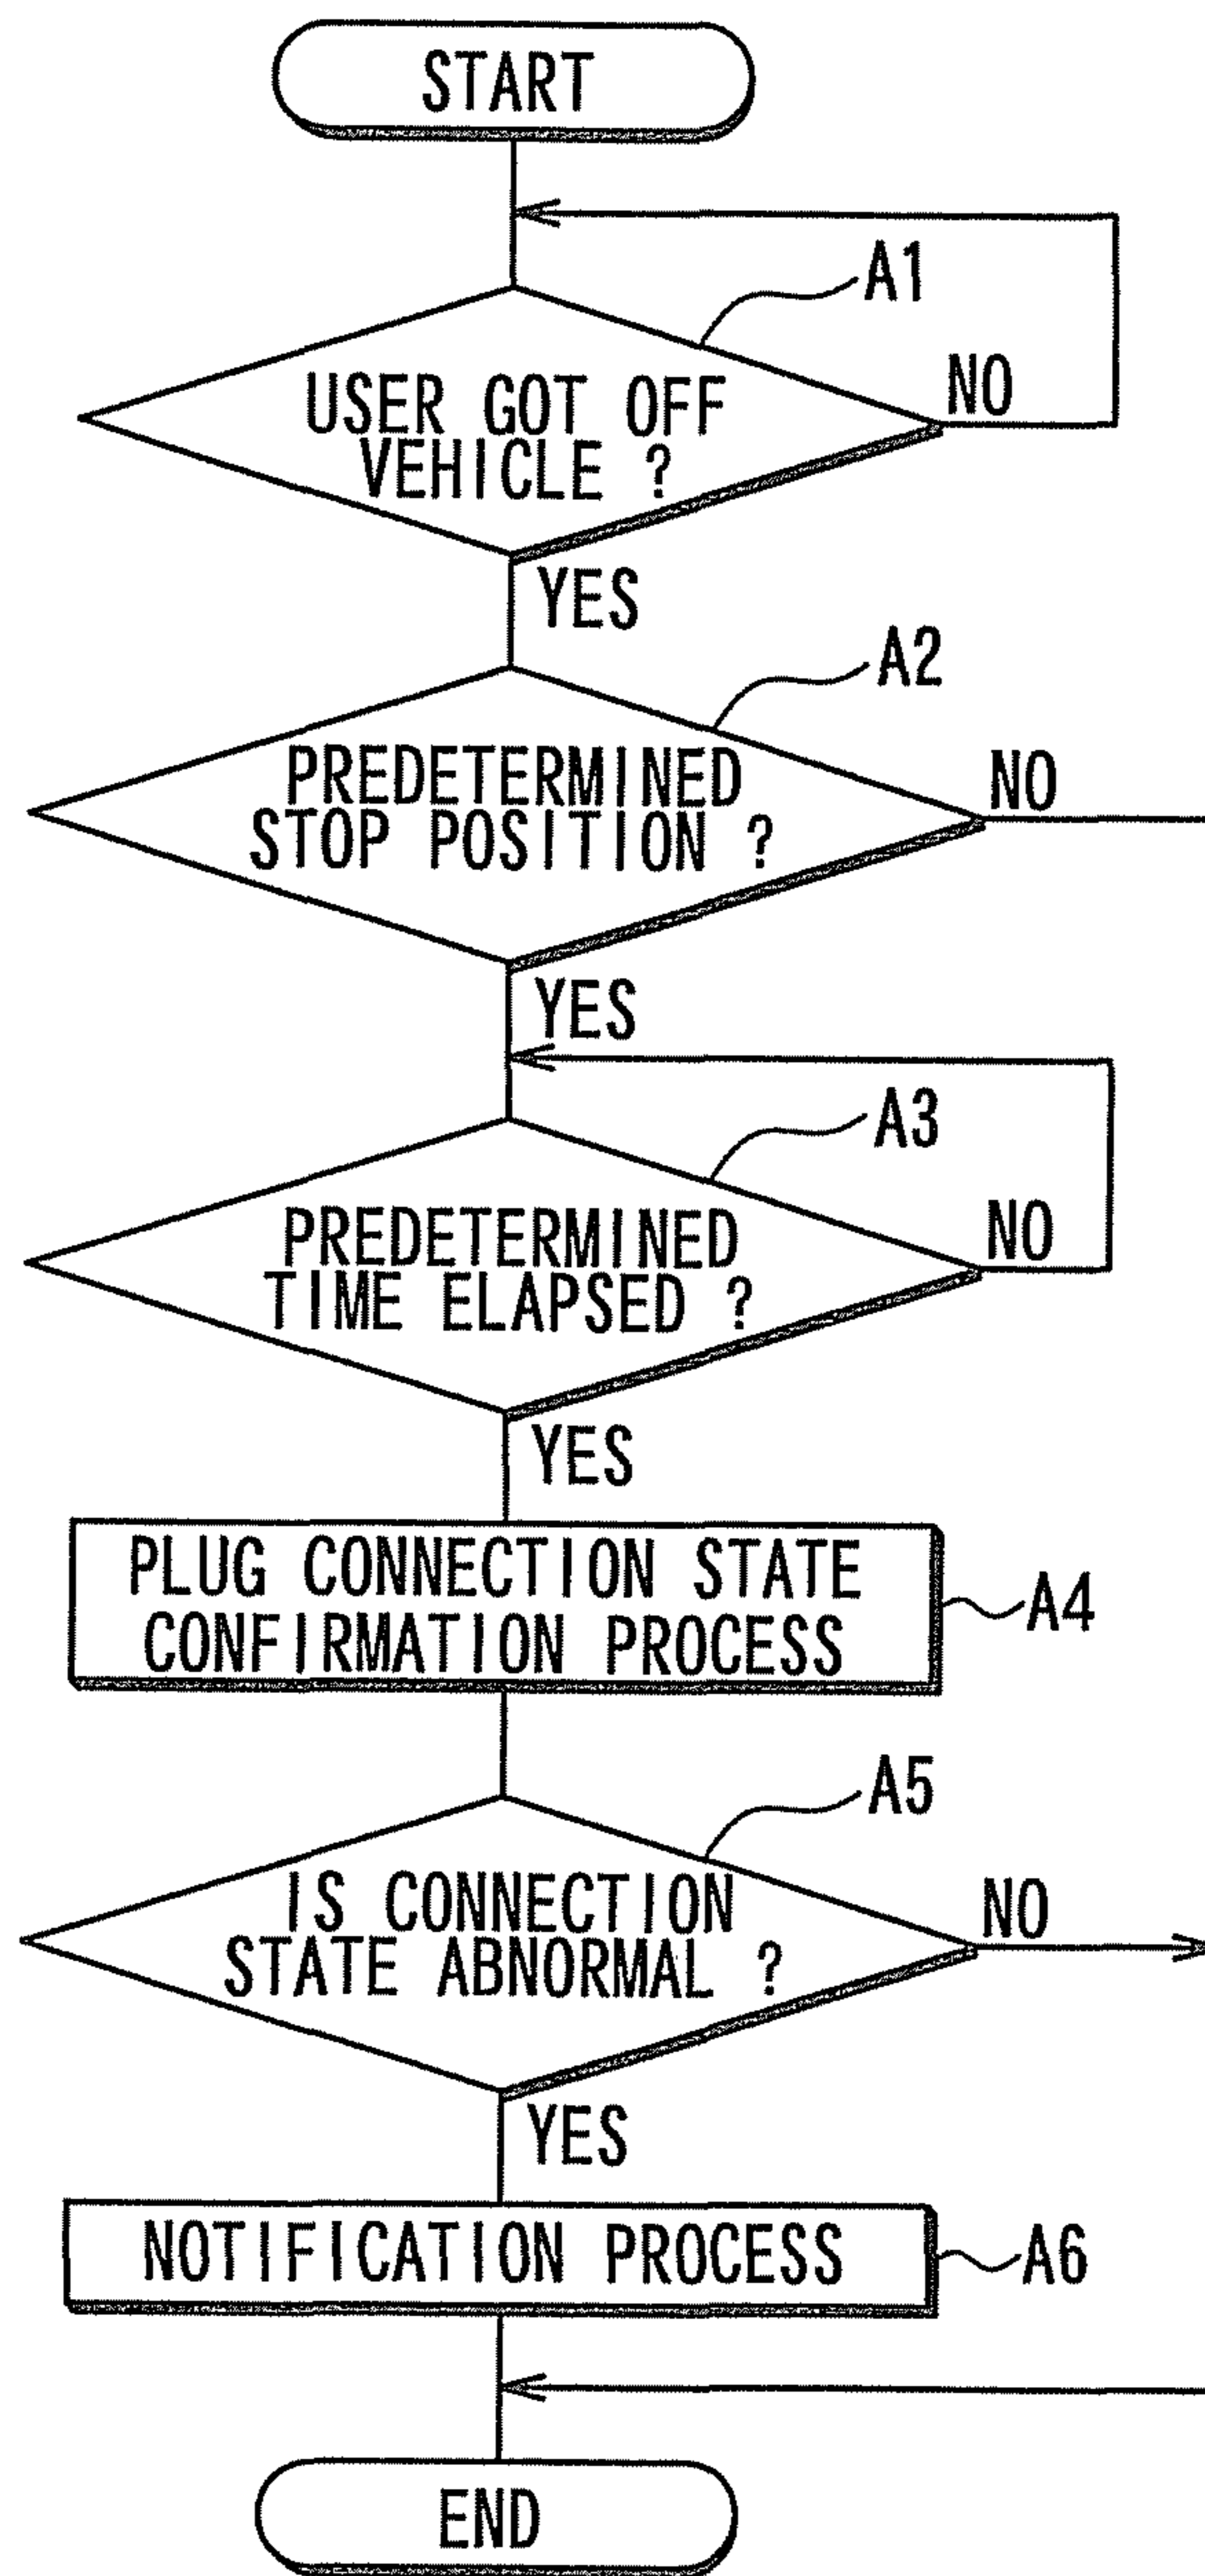 START
A1
USER GOT OFF
VEHICLE ?
NO
YES
A2
PREDETERMINED
STOP POSITION ?
NO
YES
A3
PREDETERMINED
TIME ELAPSED ?
NO
YES
PLUG CONNECTION STATE
CONFIRMATION PROCESS
A4
A5
IS CONNECTION
STATE ABNORMAL ?
NO
YES
NOTIFICATION PROCESS
A6
END